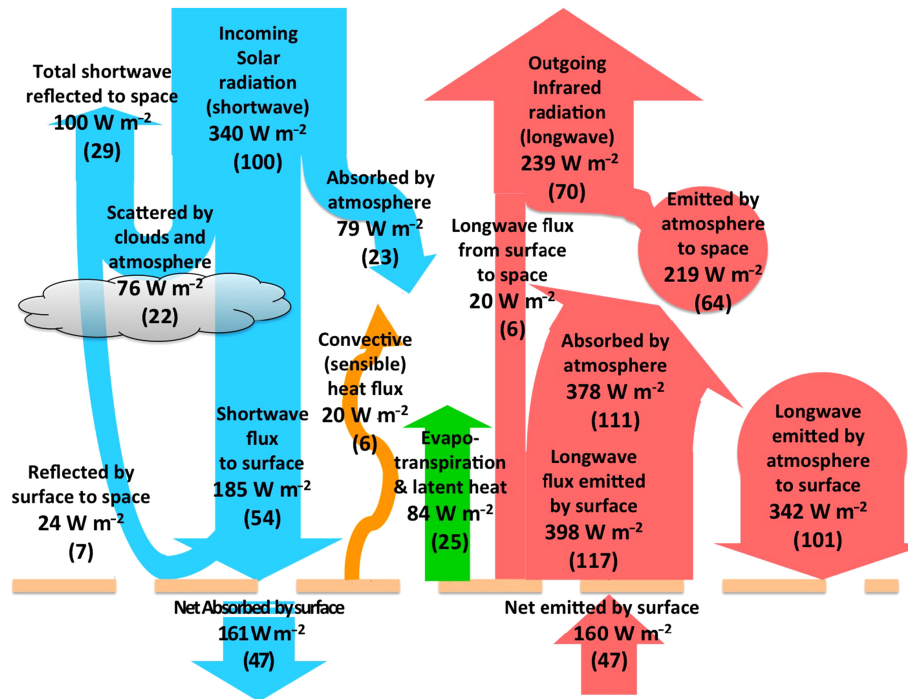 Incoming
Solar
radiation
(shortwave)
340 W m⁻²
(100)
Total shortwave
reflected to space
100 W m⁻²
(29)
Outgoing
Infrared
radiation
(longwave)
239 W m⁻²
(70)
Absorbed by
atmosphere
79 W m⁻²
(23)
Scattered by
clouds and
atmosphere
76 W m⁻²
(22)
Longwave flux
from surface
to space
20 W m⁻²
(6)
Emitted by
atmosphere
to space
219 W m⁻²
(64)
Convective
(sensible)
heat flux
20 W m⁻²
(6)
Absorbed by
atmosphere
378 W m⁻²
(111)
Shortwave
flux
to surface
185 W m⁻²
(54)
Evapo-
transpiration
& latent heat
84 W m⁻²
(25)
Longwave
flux emitted
by surface
398 W m⁻²
(117)
Longwave
emitted by
atmosphere
to surface
342 W m⁻²
(101)
Reflected by
surface to space
24 W m⁻²
(7)
Net Absorbed by surface
161 W m⁻²
(47)
Net emitted by surface
160 W m⁻²
(47)